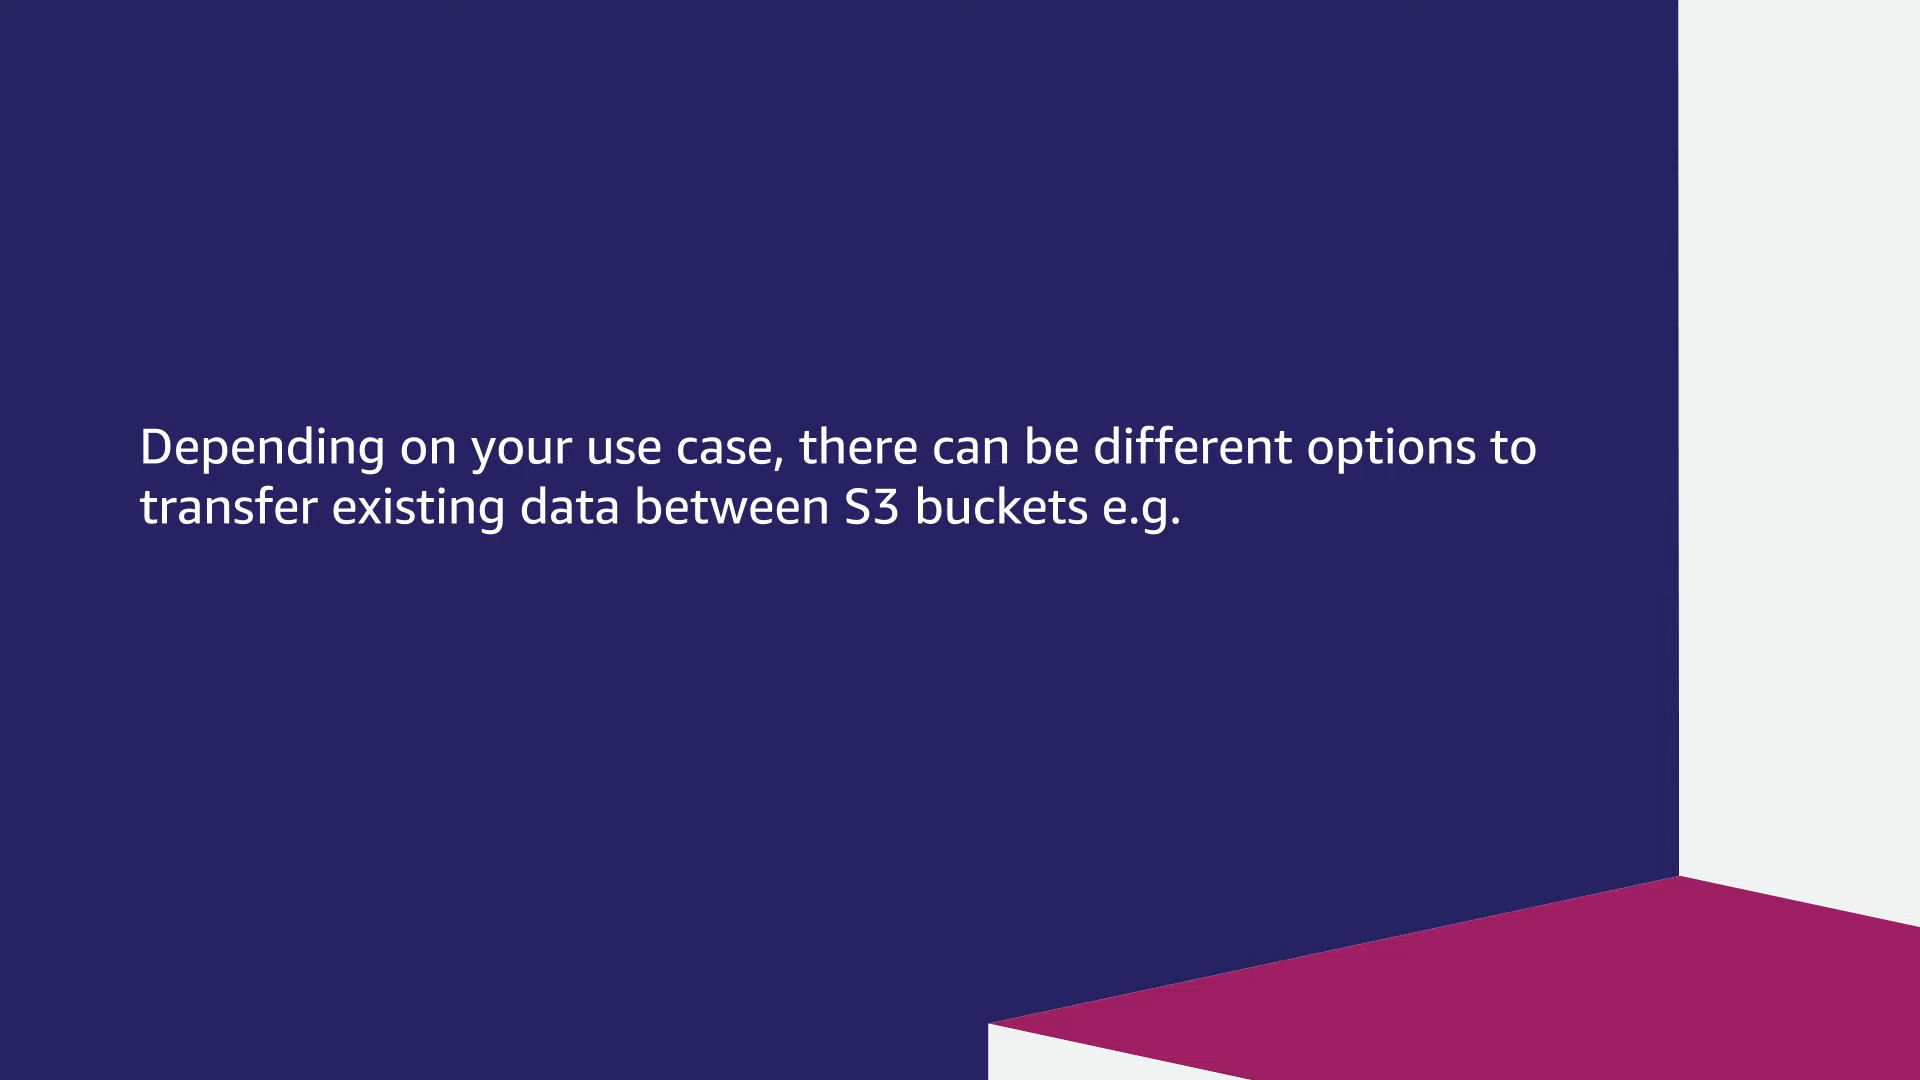 Depending on your use case, there can be different options to
transfer existing data between S3 buckets e.g.